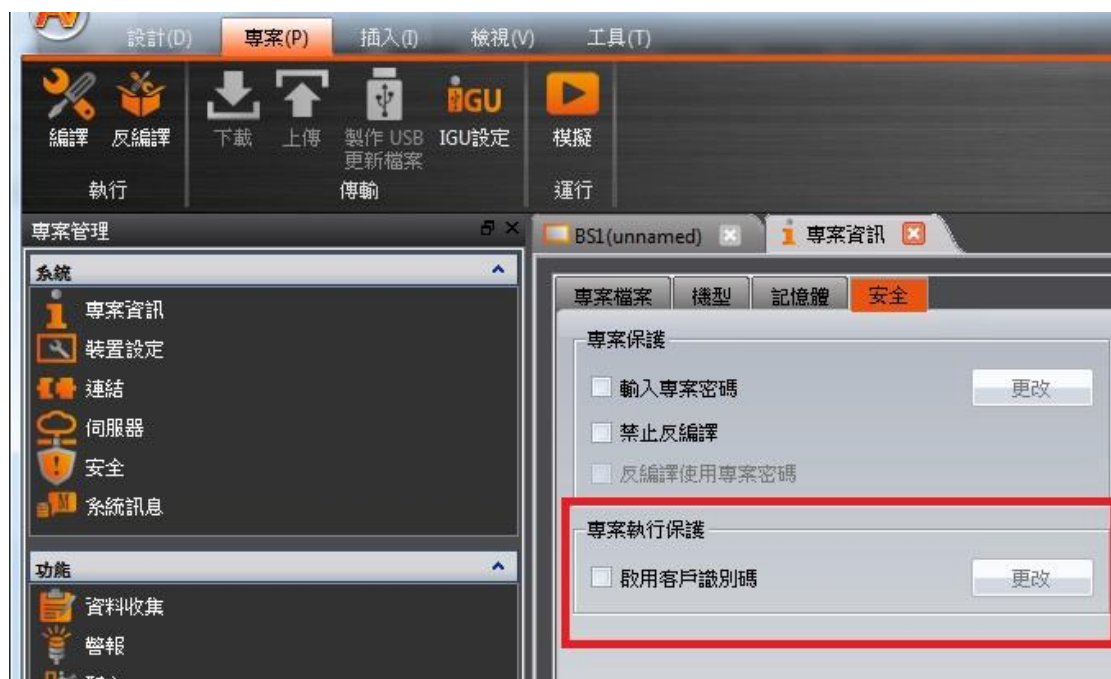 設計(D) 專案(P) 插入(I) 檢視(V) 工具(T)
編譯 反編譯 下載 上傳 製作 USB 更新檔案 IGU IGU設定 模擬
執行 傳輸 運行
專案管理
BS1(unnamed) 專案資訊
系統
專案資訊
裝置設定
連結
伺服器
安全
系統訊息
功能
資料收集
警報
專案檔案 機型 記憶體 安全
專案保護
輸入專案密碼 更改
禁止反編譯
反編譯使用專案密碼
專案執行保護
啟用客戶識別碼 更改